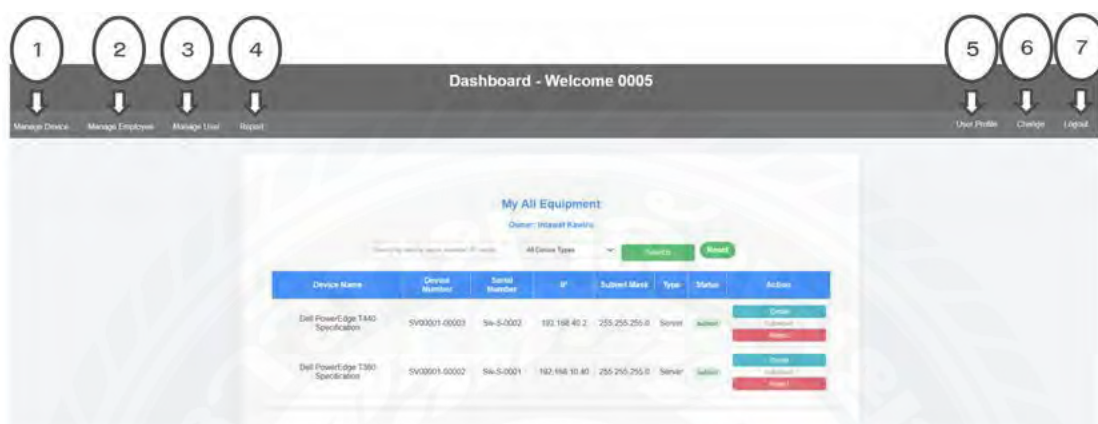 1 2 3 4 5 6 7
Dashboard - Welcome 0005
Manage Device Manage Employee Manage User Report User Profile Change Logout
My All Equipment
Owner:
All Device Types Search Reset
Device Name Device Number Serial Number IP Subnet Mask Type Status Action
Detail
Dell PowerEdge T440 Specification SV00001-00003 SN-S-0002 192.168.40.2 255.255.255.0 Server
Reject
Detail
Dell PowerEdge T360 Specification SV00001-00002 SN-S-0001 192.168.10.40 255.255.255.0 Server
Reject